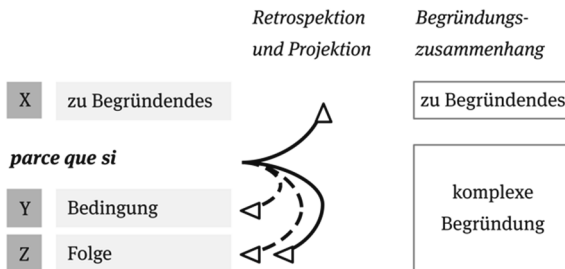 Retrospektion
und Projektion
Begründungs-
zusammenhang
X zu Begründendes
zu Begründendes
parce que si
Y Bedingung
Z Folge
komplexe
Begründung